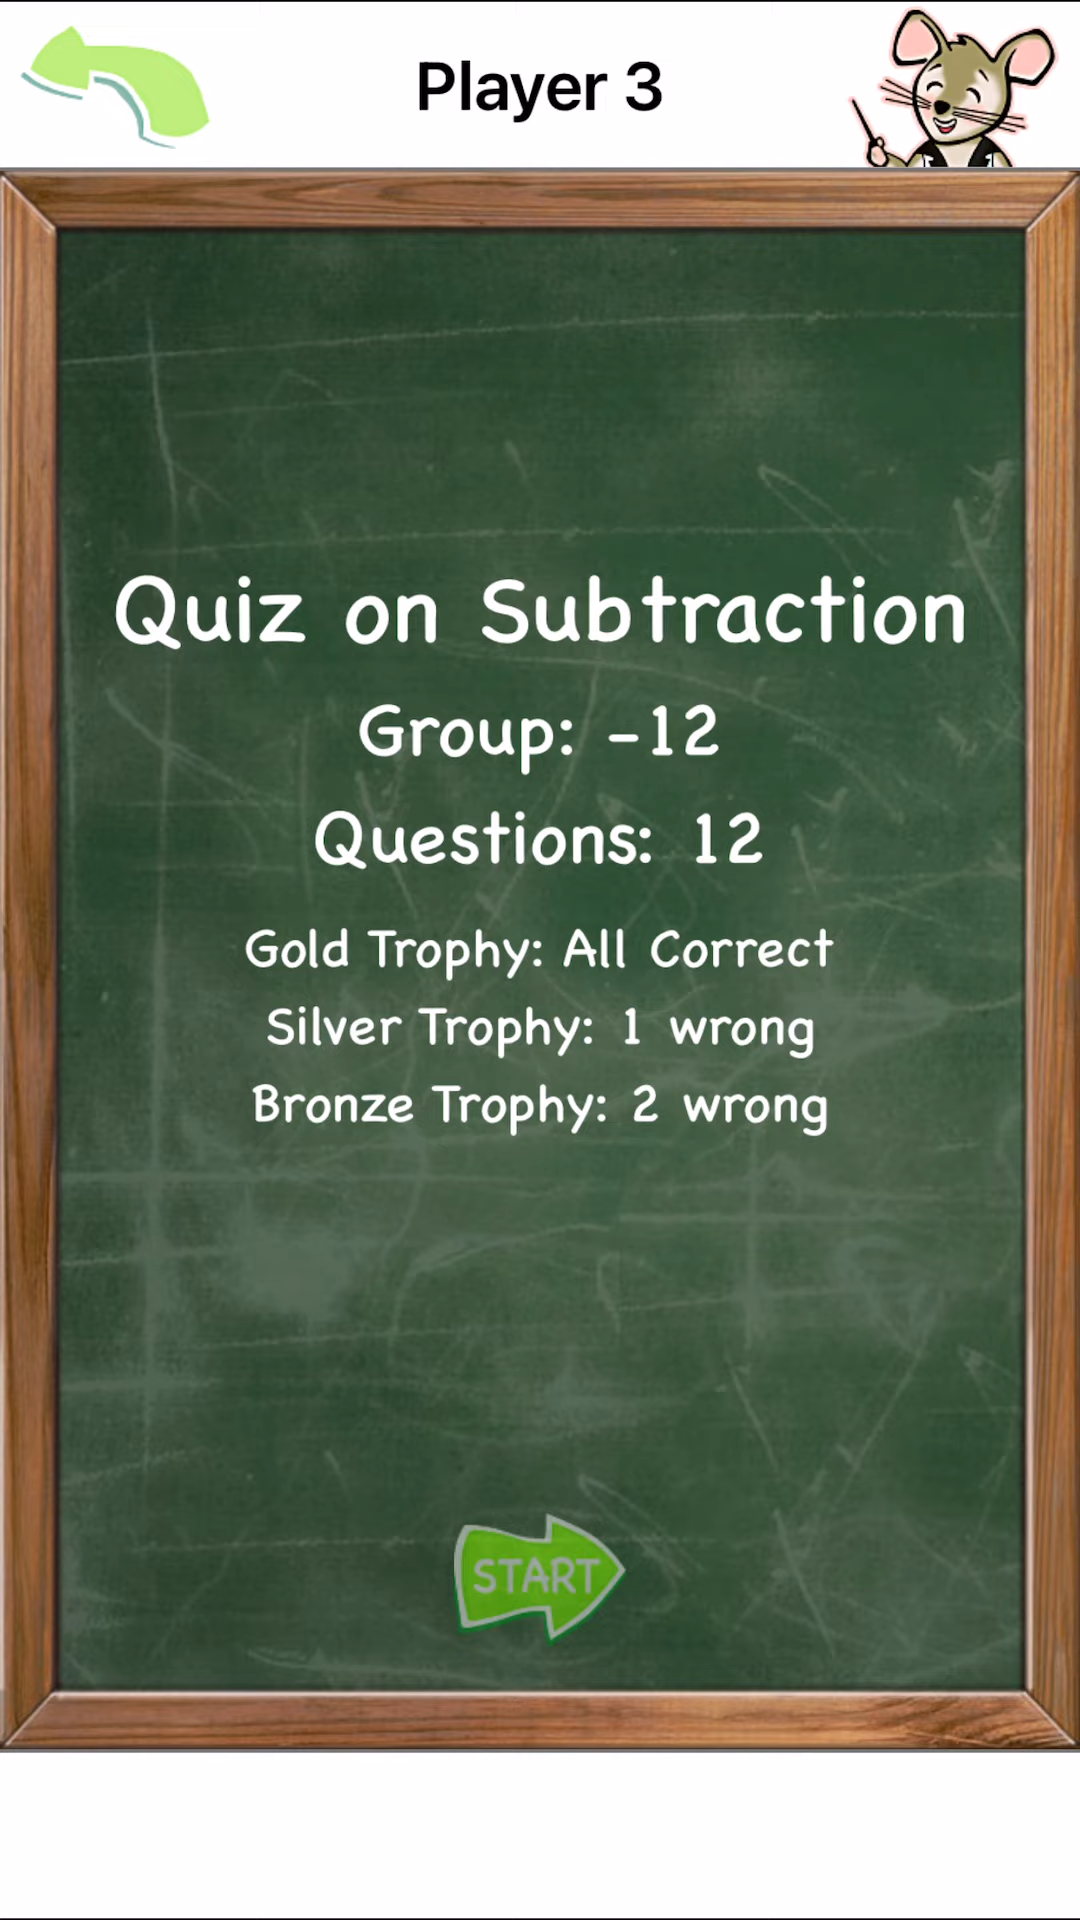 Player 3
Quiz on Subtraction
Group: -12
Questions: 12
Gold Trophy: All Correct
Silver Trophy: 1 wrong
Bronze Trophy: 2 wrong
START